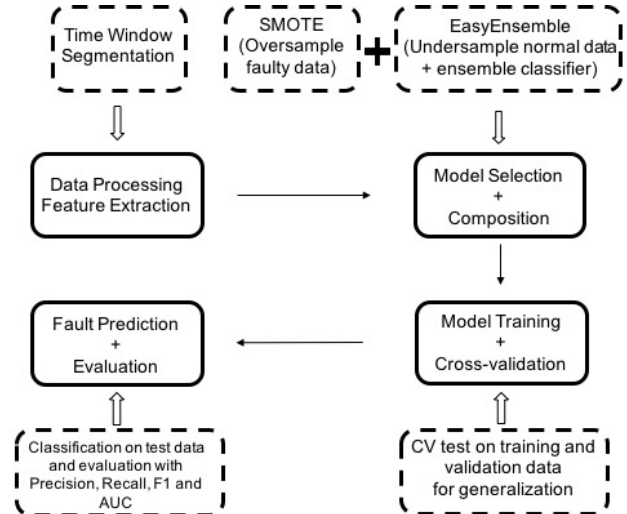 Time Window
Segmentation
SMOTE
(Oversample
faulty data)
+
EasyEnsemble
(Undersample normal data
+ ensemble classifier)
Data Processing
Feature Extraction
Model Selection
+
Composition
Fault Prediction
+
Evaluation
Model Training
+
Cross-validation
Classification on test data
and evaluation with
Precision, Recall, F1 and
AUC
CV test on training and
validation data
for generalization